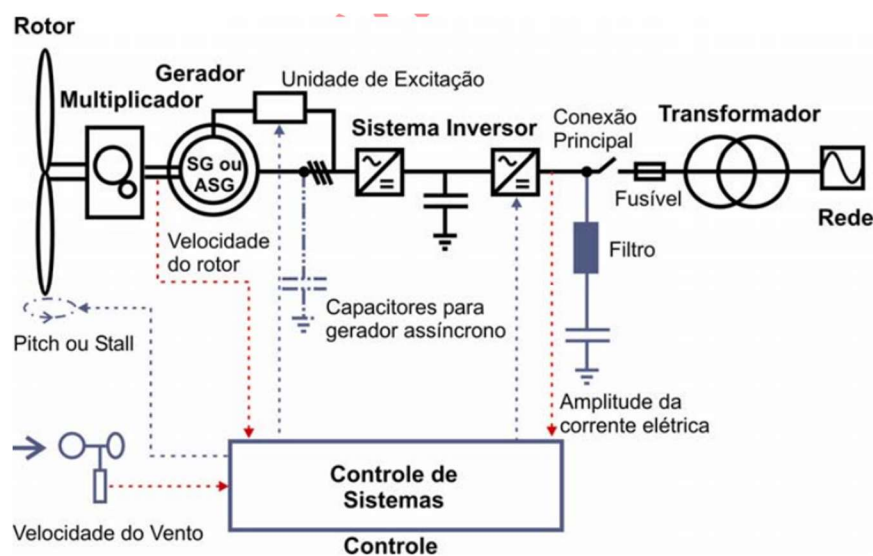 Rotor
Gerador
Multiplicador
Unidade de Excitação
Sistema Inversor
Conexão
Principal
Transformador
SG ou
ASG
Fusível
Rede
Velocidade
do rotor
Filtro
Capacitores para
gerador assíncrono
Pitch ou Stall
Amplitude da
corrente elétrica
Controle de
Sistemas
Velocidade do Vento
Controle